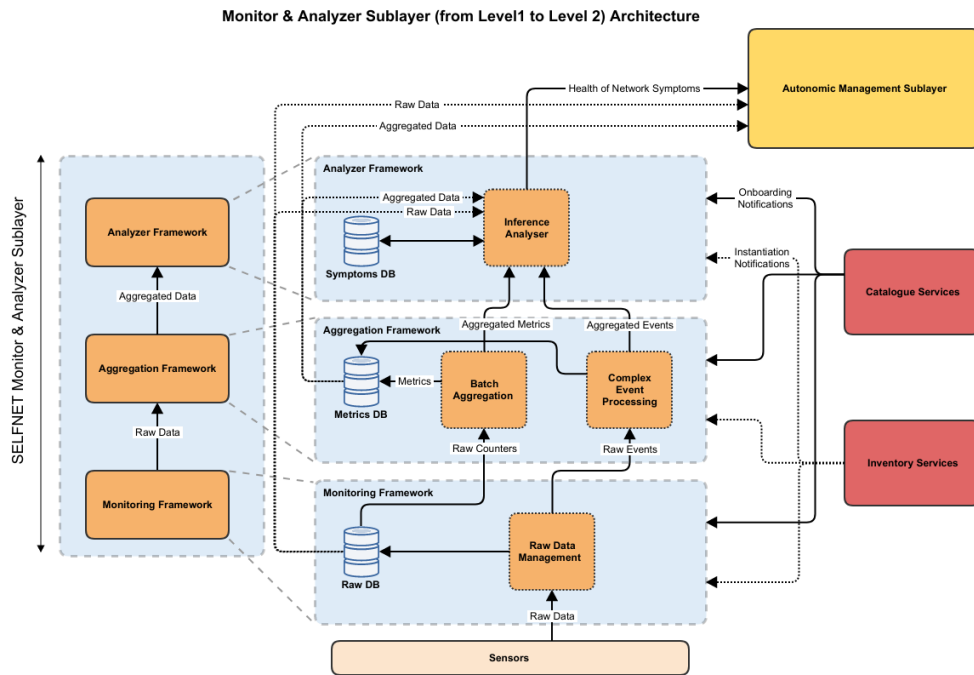 Monitor & Analyzer Sublayer (from Level1 to Level 2) Architecture
Autonomic Management Sublayer
Health of Network Symptoms
Raw Data
Aggregated Data
SELFNET Monitor & Analyzer Sublayer
Analyzer Framework
Aggregated Data
Aggregation Framework
Raw Data
Monitoring Framework
Analyzer Framework
Aggregated Data
Raw Data
Inference
Analyser
Symptoms DB
Onboarding
Notifications
Instantiation
Notifications
Catalogue Services
Aggregated Metrics
Aggregated Events
Aggregation Framework
Metrics
Metrics DB
Batch
Aggregation
Complex
Event
Processing
Raw Counters
Raw Events
Inventory Services
Monitoring Framework
Raw DB
Raw Data
Management
Raw Data
Sensors